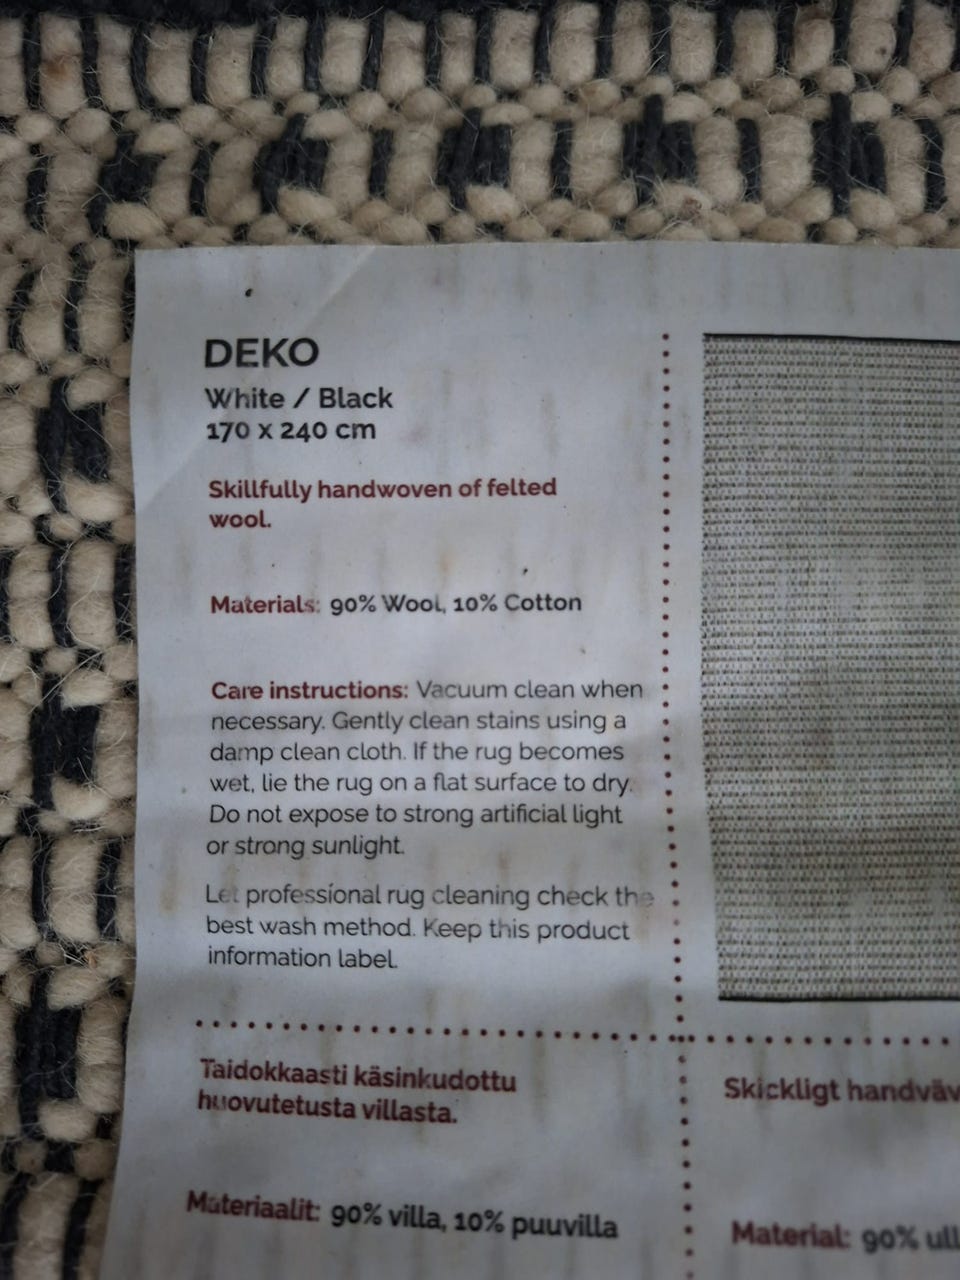 DEKO
White / Black
170 x 240 cm
Skillfully handwoven of felted
wool.
Materials: 90% Wool, 10% Cotton
Care instructions: Vacuum clean when
necessary. Gently clean stains using a
damp clean cloth. If the rug becomes
wet, lie the rug on a flat surface to dry.
Do not expose to strong artificial light
or strong sunlight.
Let professional rug cleaning check the
best wash method. Keep this product
information label.
Taidokkaasti käsinkudottu
huovutetusta villasta.
Materiaalit: 90% villa, 10% puuvilla
Skickligt handväv
Material: 90% ull